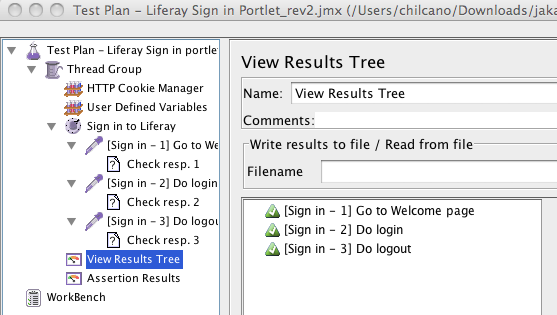 Test Plan – Liferay Sign in Portlet_rev2.jmx (/Users/chilcano/Downloads/jaka
Test Plan – Liferay Sign in portlet
Thread Group
HTTP Cookie Manager
User Defined Variables
Sign in to Liferay
[Sign in – 1] Go to We
Check resp. 1
[Sign in – 2] Do login
Check resp. 2
[Sign in – 3] Do logou
Check resp. 3
View Results Tree
Assertion Results
WorkBench
View Results Tree
Name: View Results Tree
Comments:
Write results to file / Read from file
Filename
[Sign in – 1] Go to Welcome page
[Sign in – 2] Do login
[Sign in – 3] Do logout